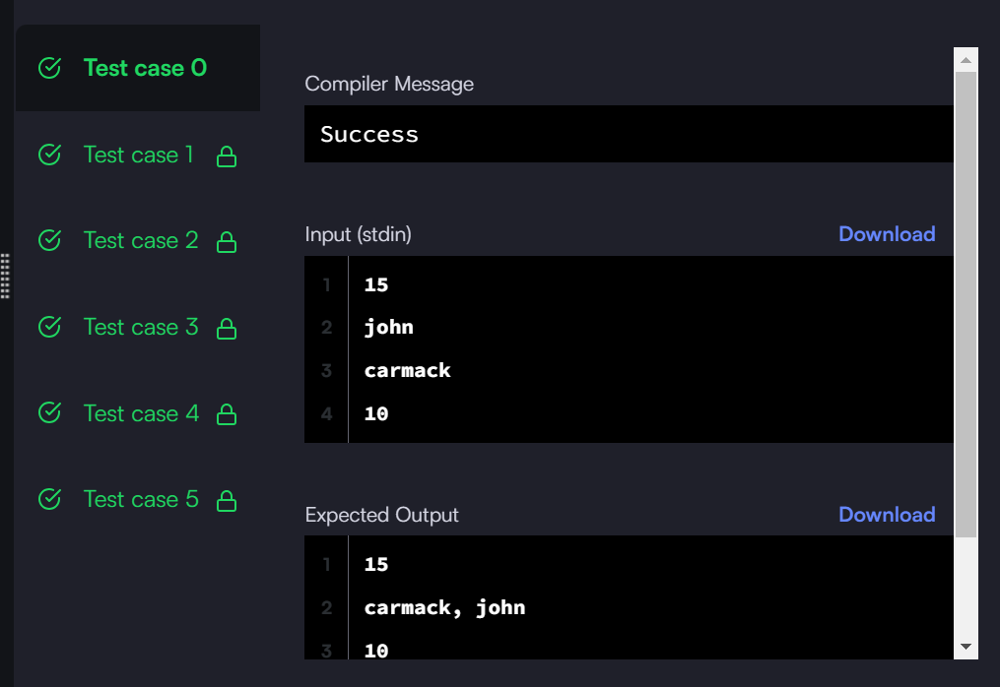 Test case 0
Test case 1
Test case 2
Test case 3
Test case 4
Test case 5
Compiler Message
Success
Input (stdin)
Download
1 15
2 john
3 carmack
4 10
Expected Output
Download
1 15
2 carmack, john
3 10